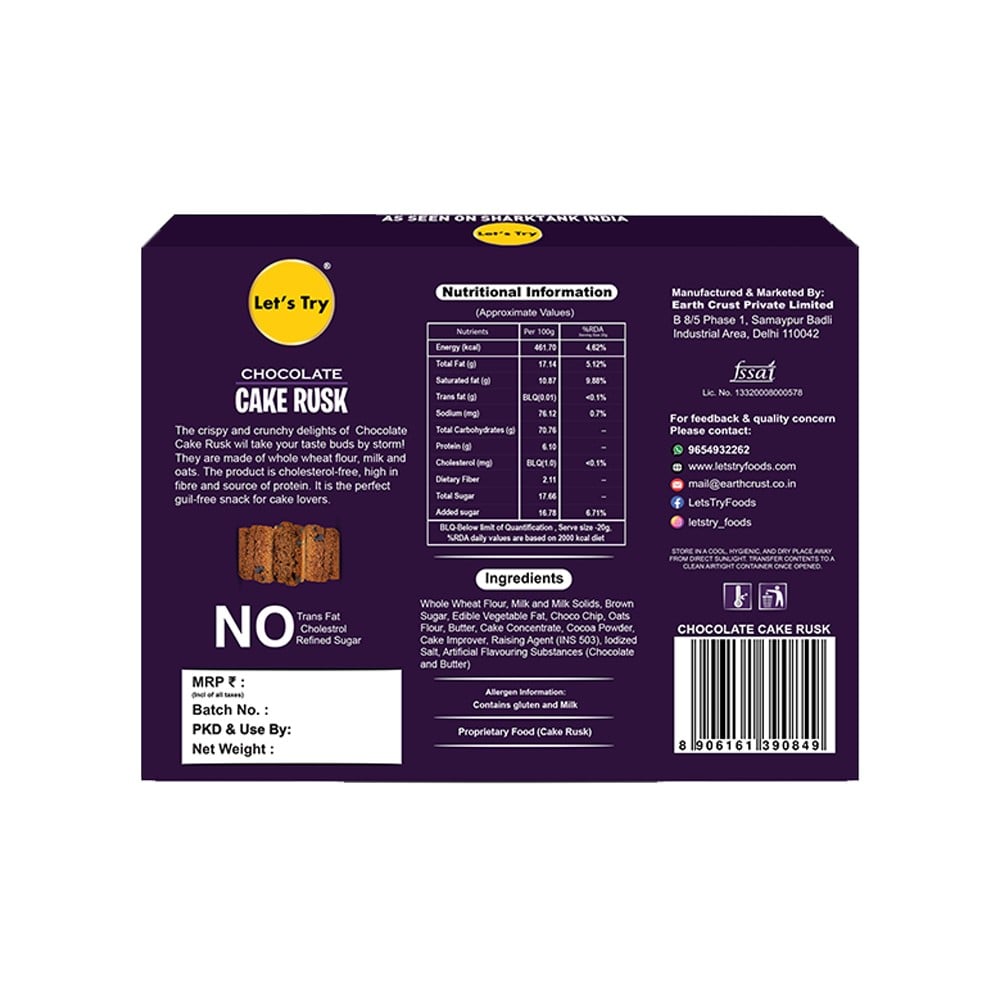 AS SEEN ON SHARKTANK INDIA
Let's Try
Let's Try ®
CHOCOLATE
CAKE RUSK
The crispy and crunchy delights of Chocolate
Cake Rusk wil take your taste buds by storm!
They are made of whole wheat flour, milk and
oats. The product is cholesterol-free, high in
fibre and source of protein. It is the perfect
guil-free snack for cake lovers.
NO
Trans Fat
Cholestrol
Refined Sugar
MRP ₹ :
(Incl of all taxes)
Batch No. :
PKD & Use By:
Net Weight :
Nutritional Information
(Approximate Values)
Nutrients Per 100g %RDA
Energy (kcal) 461.70 4.62%
Total Fat (g) 17.14 5.12%
Saturated fat (g) 10.87 9.88%
Trans fat (g) BLQ(0.01) <0.1%
Sodium (mg) 76.12 0.7%
Total Carbohydrates (g) 70.76 --
Protein (g) 6.10 --
Cholesterol (mg) BLQ(1.0) <0.1%
Dietary Fiber 2.11 --
Total Sugar 17.66 --
Added sugar 16.78 6.71%
BLQ-Below limit of Quantification , Serve size -20g,
%RDA daily values are based on 2000 kcal diet
Ingredients
Whole Wheat Flour, Milk and Milk Solids, Brown
Sugar, Edible Vegetable Fat, Choco Chip, Oats
Flour, Butter, Cake Concentrate, Cocoa Powder,
Cake Improver, Raising Agent (INS 503), Iodized
Salt, Artificial Flavouring Substances (Chocolate
and Butter)
Allergen Information:
Contains gluten and Milk
Proprietary Food (Cake Rusk)
Manufactured & Marketed By:
Earth Crust Private Limited
B 8/5 Phase 1, Samaypur Badli
Industrial Area, Delhi 110042
fssai
Lic. No. 13320008000578
For feedback & quality concern
Please contact:
9654932262
www.letstryfoods.com
mail@earthcrust.co.in
LetsTryFoods
letstry_foods
STORE IN A COOL, HYGIENIC, AND DRY PLACE AWAY
FROM DIRECT SUNLIGHT. TRANSFER CONTENTS TO A
CLEAN AIRTIGHT CONTAINER ONCE OPENED.
CHOCOLATE CAKE RUSK
8 906161 390849